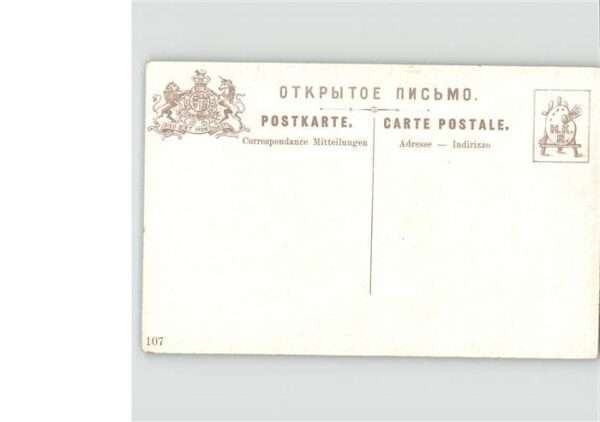 ОТКРЫТОЕ ПИСЬМО.
POSTKARTE.
Correspondance Mitteilungen
CARTE POSTALE.
Adresse — Indirizzo
107